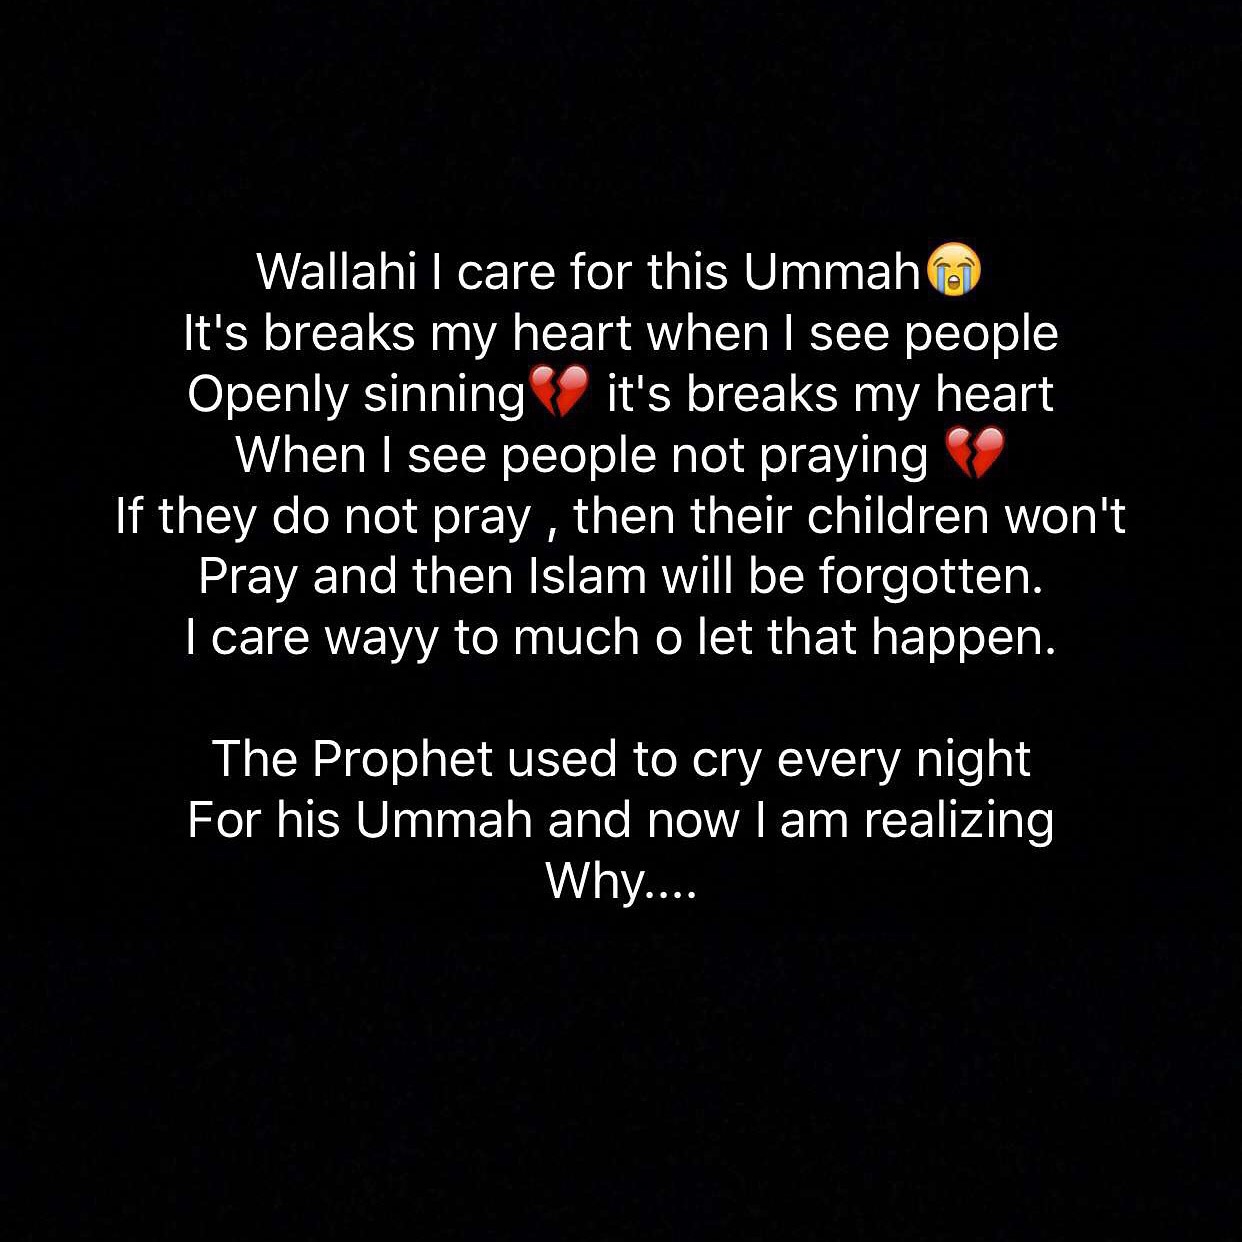 Wallahi I care for this Ummah😭
It's breaks my heart when I see people
Openly sinning💔 it's breaks my heart
When I see people not praying 💔
If they do not pray , then their children won't
Pray and then Islam will be forgotten.
I care wayy to much o let that happen.
The Prophet used to cry every night
For his Ummah and now I am realizing
Why....